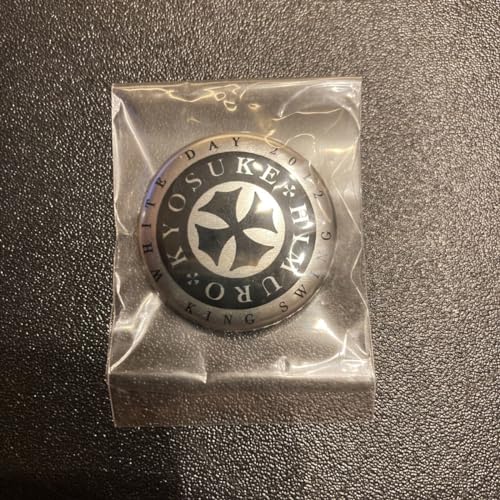 WHITE DAY 2012
KING SWING
KYOSUKE HIMURO